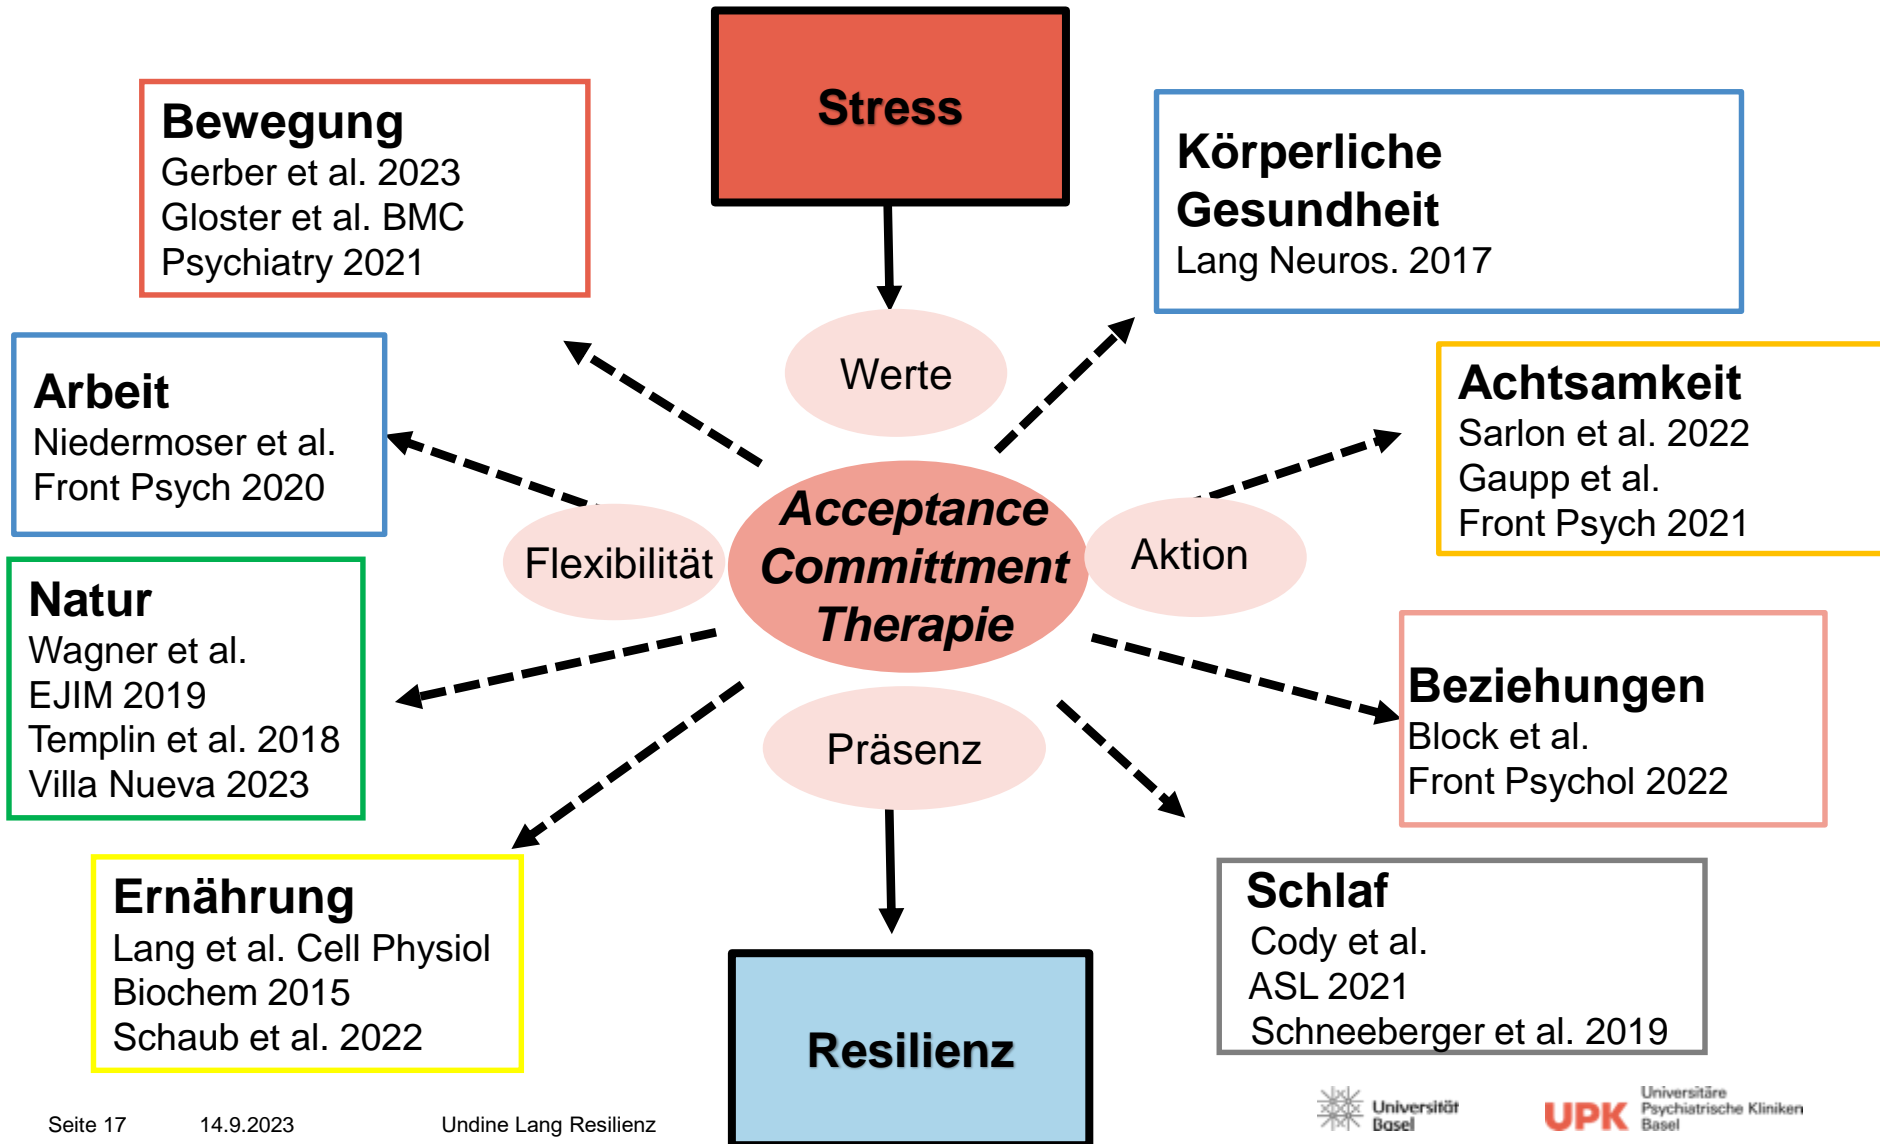 Stress
Bewegung
Gerber et al. 2023
Gloster et al. BMC
Psychiatry 2021
Körperliche
Gesundheit
Lang Neuros. 2017
Werte
Arbeit
Niedermoser et al.
Front Psych 2020
Achtsamkeit
Sarlon et al. 2022
Gaupp et al.
Front Psych 2021
Flexibilität
Acceptance
Committment
Therapie
Aktion
Natur
Wagner et al.
EJIM 2019
Templin et al. 2018
Villa Nueva 2023
Präsenz
Beziehungen
Block et al.
Front Psychol 2022
Ernährung
Lang et al. Cell Physiol
Biochem 2015
Schaub et al. 2022
Resilienz
Schlaf
Cody et al.
ASL 2021
Schneeberger et al. 2019
Seite 17 14.9.2023 Undine Lang Resilienz
Universität
Basel
UPK
Universitäre
Psychiatrische Kliniken
Basel